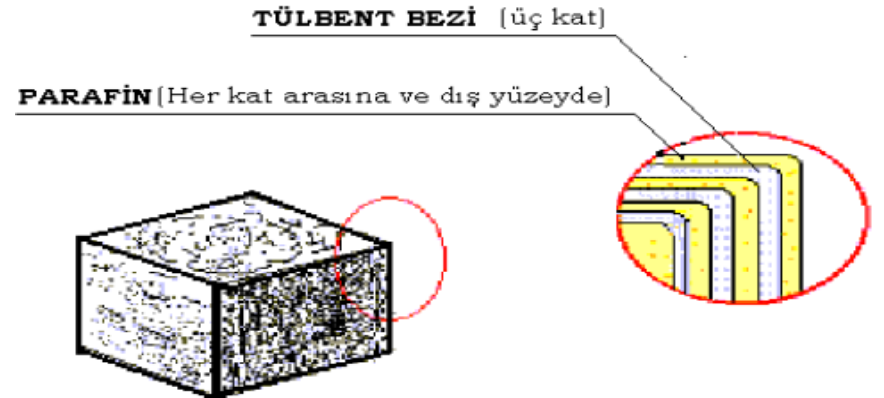 TÜLBENT BEZİ (üç kat)
PARAFİN(Her kat arasına ve dış yüzeyde)